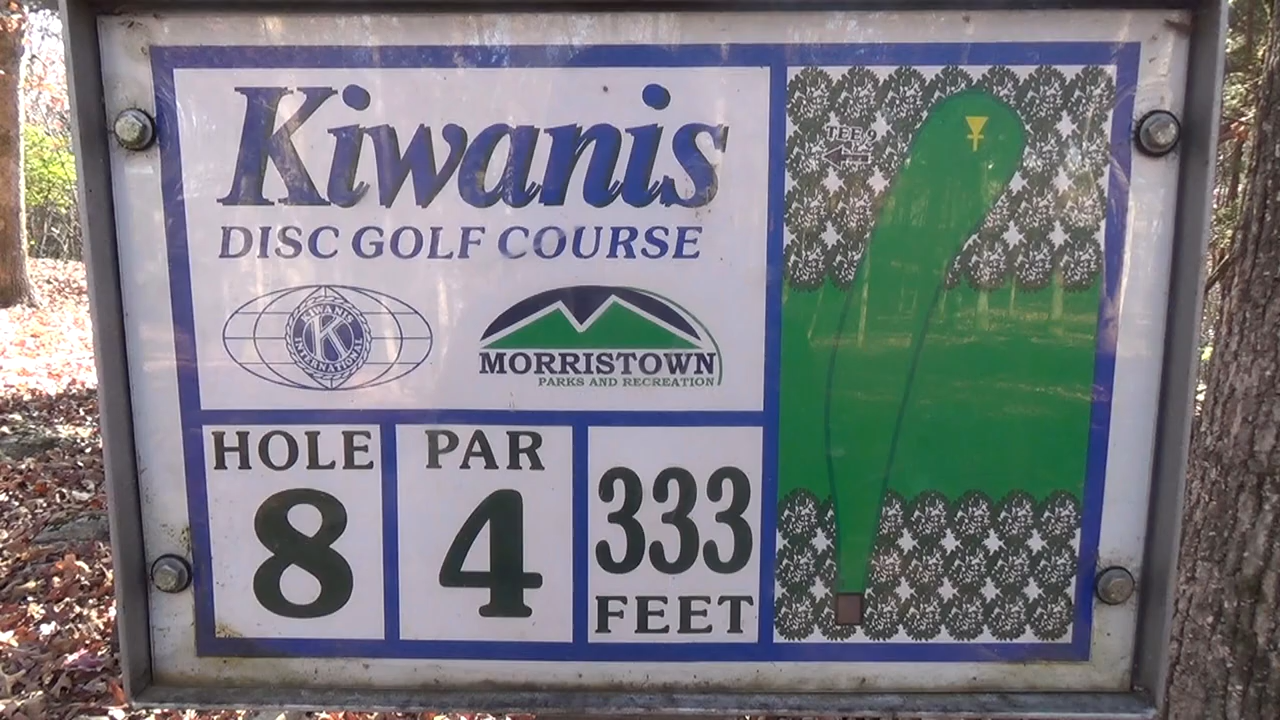 Kiwanis
DISC GOLF COURSE
KIWANIS
K
INTERNATIONAL
MORRISTOWN
PARKS AND RECREATION
HOLE
8
PAR
4
333
FEET
TEE 9